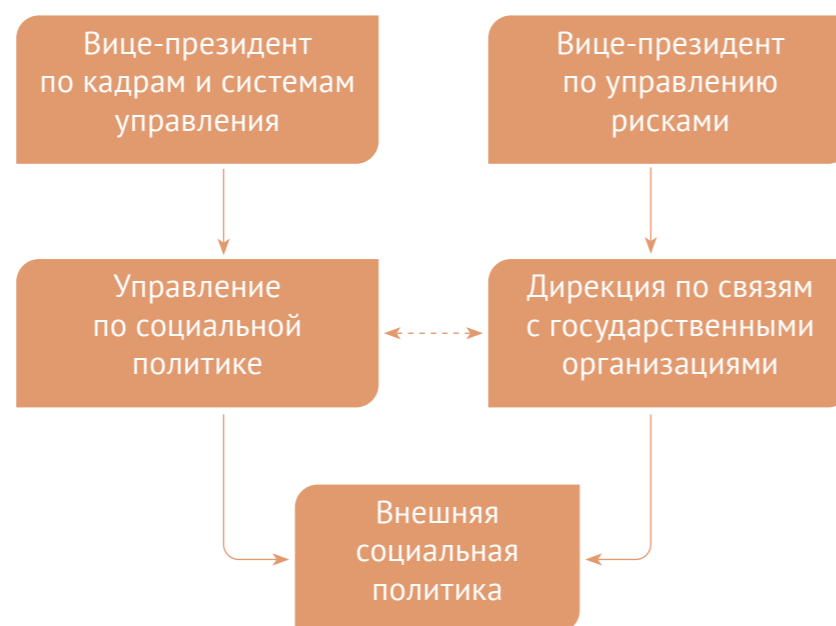 Вице-президент
по кадрам и системам
управления
Вице-президент
по управлению
рисками
Управление
по социальной
политике
Дирекция по связям
с государственными
организациями
Внешняя
социальная
политика